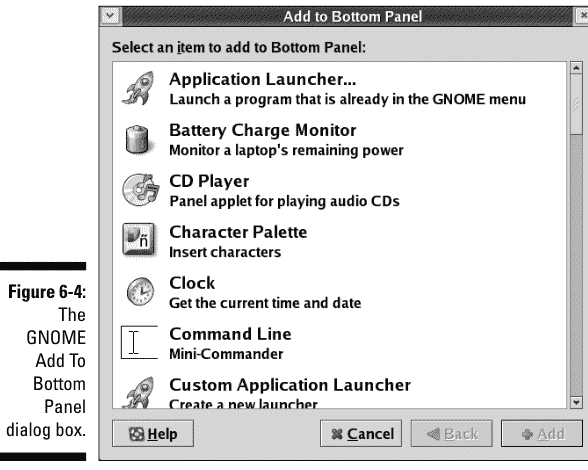 Add to Bottom Panel
Select an item to add to Bottom Panel:
Application Launcher...
Launch a program that is already in the GNOME menu
Battery Charge Monitor
Monitor a laptop's remaining power
CD Player
Panel applet for playing audio CDs
Character Palette
Insert characters
Clock
Get the current time and date
Command Line
Mini-Commander
Custom Application Launcher
Create a new launcher
Help
Cancel
Back
Add
Figure 6-4:
The
GNOME
Add To
Bottom
Panel
dialog box.